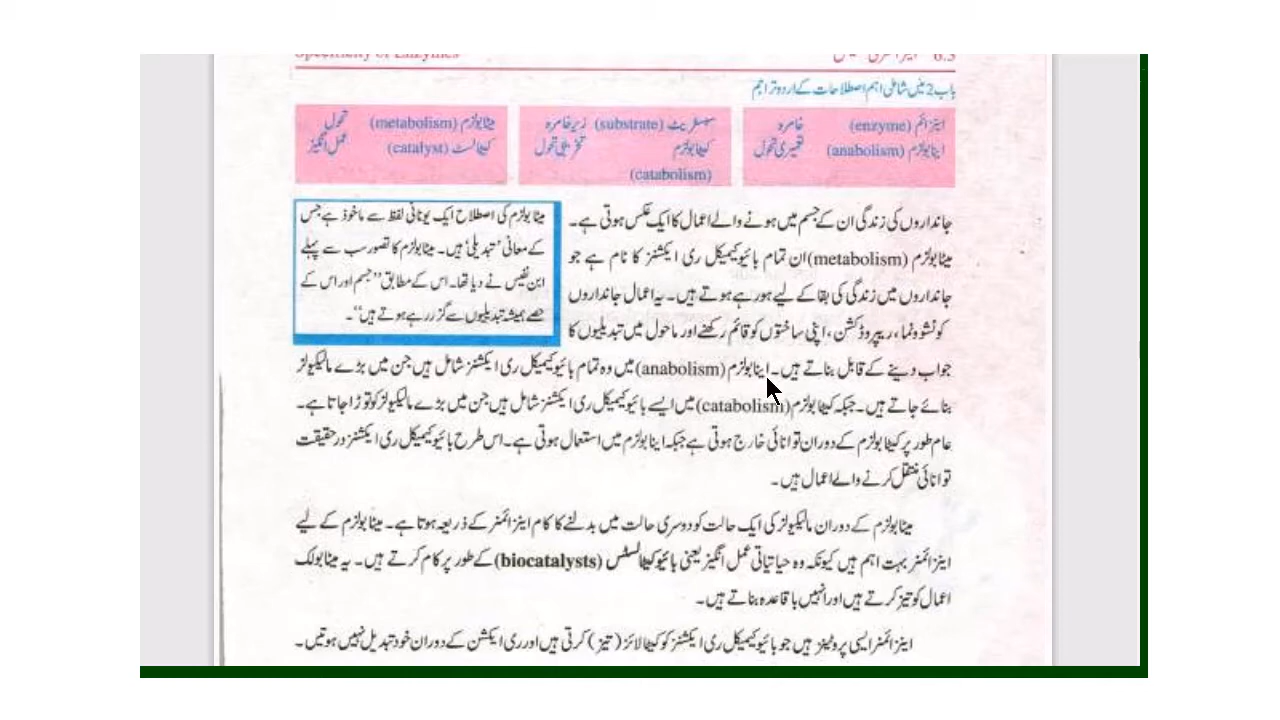 6.3
Specificity of Enzymes
باب 2 میں شامل اہم اصطلاحات کے اردو تراجم
اینزائم (enzyme) خامرہ
اینابولزم (anabolism) تعمیری تحول
سبسٹریٹ (substrate) زیر خامرہ
کیٹابولزم تخریبی تحول
(catabolism)
میٹابولزم (metabolism) تحول
کیٹالسٹ (catalyst) عمل انگیز
جانداروں کی زندگی ان کے جسم میں ہونے والے اعمال کا ایک عکس ہوتی ہے۔
میٹابولزم (metabolism) ان تمام بائیوکیمیکل ری ایکشنز کا نام ہے جو
جانداروں میں زندگی کی بقا کے لیے ہو رہے ہوتے ہیں۔ یہ اعمال جانداروں
کو نشوونما، ریپروڈکشن، اپنی ساختوں کو قائم رکھنے اور ماحول میں تبدیلیوں کا
میٹابولزم کی اصطلاح ایک یونانی لفظ سے ماخوذ ہے جس
کے معانی ’تبدیلی‘ ہیں۔ میٹابولزم کا تصور سب سے پہلے
ابن نفیس نے دیا تھا۔ اس کے مطابق ”جسم اور اس کے
حصے ہمیشہ تبدیلیوں سے گزر رہے ہوتے ہیں“۔
جواب دینے کے قابل بناتے ہیں۔ اینابولزم (anabolism) میں وہ تمام بائیوکیمیکل ری ایکشنز شامل ہیں جن میں بڑے مالیکیولز
بنائے جاتے ہیں۔ جبکہ کیٹابولزم (catabolism) میں ایسے بائیوکیمیکل ری ایکشنز شامل ہیں جن میں بڑے مالیکیولز کو توڑا جاتا ہے۔
عام طور پر کیٹابولزم کے دوران توانائی خارج ہوتی ہے جبکہ اینابولزم میں استعمال ہوتی ہے۔ اس طرح بائیوکیمیکل ری ایکشنز درحقیقت
توانائی منتقل کرنے والے اعمال ہیں۔
میٹابولزم کے دوران مالیکیولز کی ایک حالت کو دوسری حالت میں بدلنے کا کام اینزائمز کے ذریعہ ہوتا ہے۔ میٹابولزم کے لیے
اینزائمز بہت اہم ہیں کیونکہ وہ حیاتیاتی عمل انگیز یعنی بائیوکیٹالسٹس (biocatalysts) کے طور پر کام کرتے ہیں۔ یہ میٹابولک
اعمال کو تیز کرتے ہیں اور انہیں باقاعدہ بناتے ہیں۔
اینزائمز ایسی پروٹینز ہیں جو بائیوکیمیکل ری ایکشنز کو کیٹالائز (تیز) کرتی ہیں اور ری ایکشن کے دوران خود تبدیل نہیں ہوتیں۔